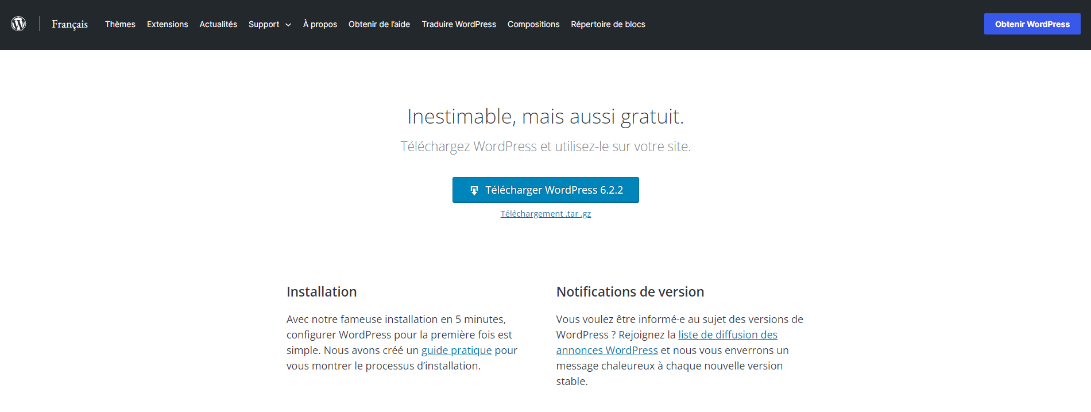 Français Thèmes Extensions Actualités Support À propos Obtenir de l'aide Traduire WordPress Compositions Répertoire de blocs Obtenir WordPress
Inestimable, mais aussi gratuit.
Téléchargez WordPress et utilisez-le sur votre site.
Télécharger WordPress 6.2.2
Téléchargement .tar .gz
Installation
Avec notre fameuse installation en 5 minutes,
configurer WordPress pour la première fois est
simple. Nous avons créé un guide pratique pour
vous montrer le processus d'installation.
Notifications de version
Vous voulez être informé·e au sujet des versions de
WordPress ? Rejoignez la liste de diffusion des
annonces WordPress et nous vous enverrons un
message chaleureux à chaque nouvelle version
stable.